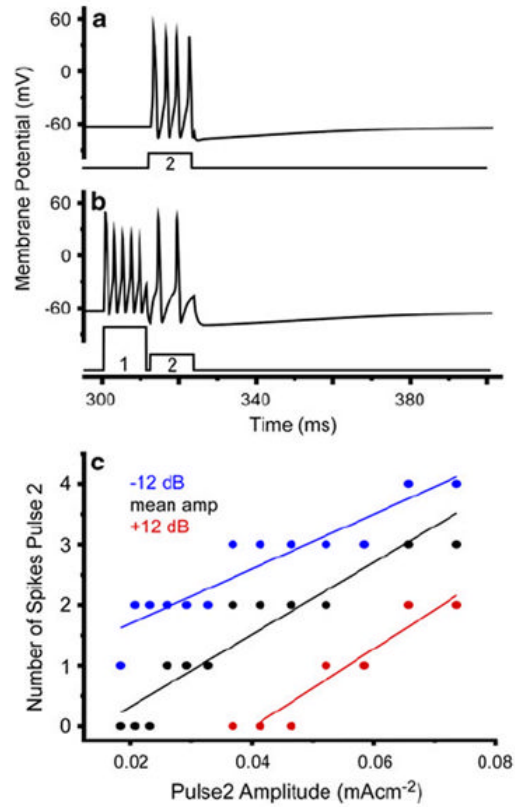 a
60
0
-60
2
Membrane Potential (mV)
b
60
0
-60
1
2
300
340
380
Time (ms)
c
-12 dB
mean amp
+12 dB
4
3
2
1
0
Number of Spikes Pulse 2
0.02
0.04
0.06
0.08
Pulse2 Amplitude (mAcm-2)